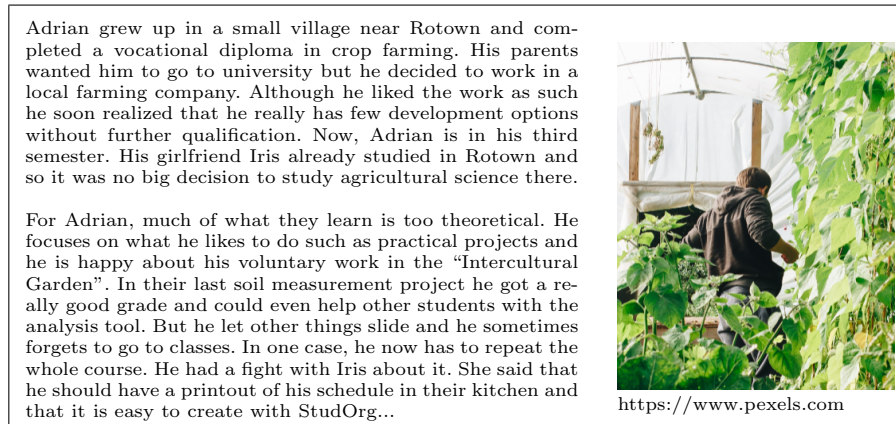 Adrian grew up in a small village near Rotown and com-
pleted a vocational diploma in crop farming. His parents
wanted him to go to university but he decided to work in a
local farming company. Although he liked the work as such
he soon realized that he really has few development options
without further qualification. Now, Adrian is in his third
semester. His girlfriend Iris already studied in Rotown and
so it was no big decision to study agricultural science there.
For Adrian, much of what they learn is too theoretical. He
focuses on what he likes to do such as practical projects and
he is happy about his voluntary work in the “Intercultural
Garden”. In their last soil measurement project he got a re-
ally good grade and could even help other students with the
analysis tool. But he let other things slide and he sometimes
forgets to go to classes. In one case, he now has to repeat the
whole course. He had a fight with Iris about it. She said that
he should have a printout of his schedule in their kitchen and
that it is easy to create with StudOrg...
https://www.pexels.com